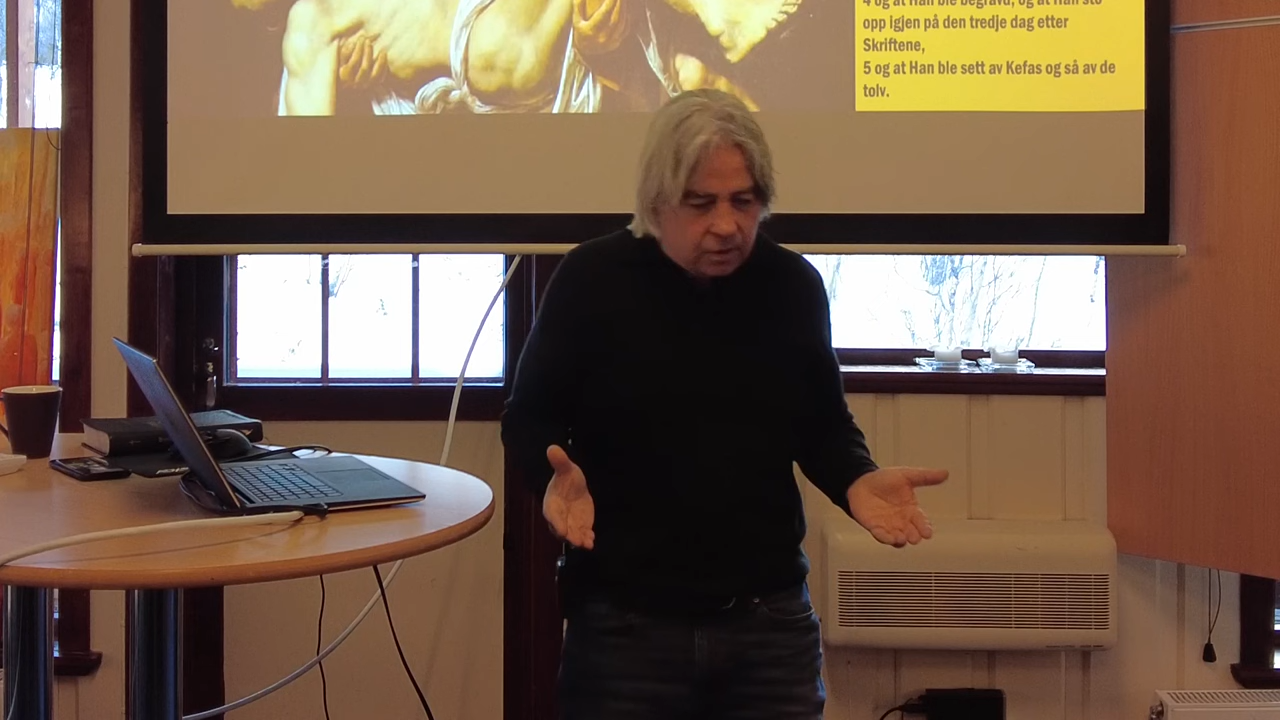 4 og at Han ble begravd, og at Han sto
opp igjen på den tredje dag etter
Skriftene,
5 og at Han ble sett av Kefas og så av de
tolv.